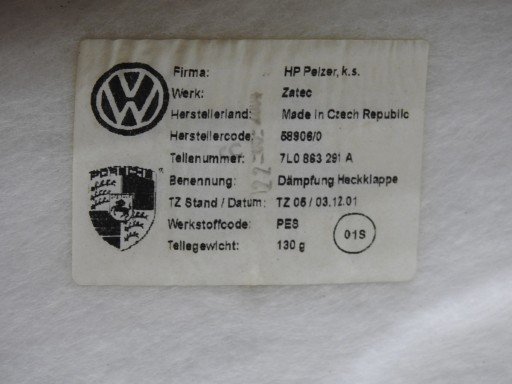 Firma: HP Pelzer, k.s.
Werk: Zatec
Herstellerland: Made in Czech Republic
Herstellercode: 58906/0
Teilenummer: 7L0 863 291 A
Benennung: Dämpfung Heckklappe
TZ Stand / Datum: TZ 05 / 03.12.01
Werkstoffcode: PES
Teilegewicht: 130 g
01S